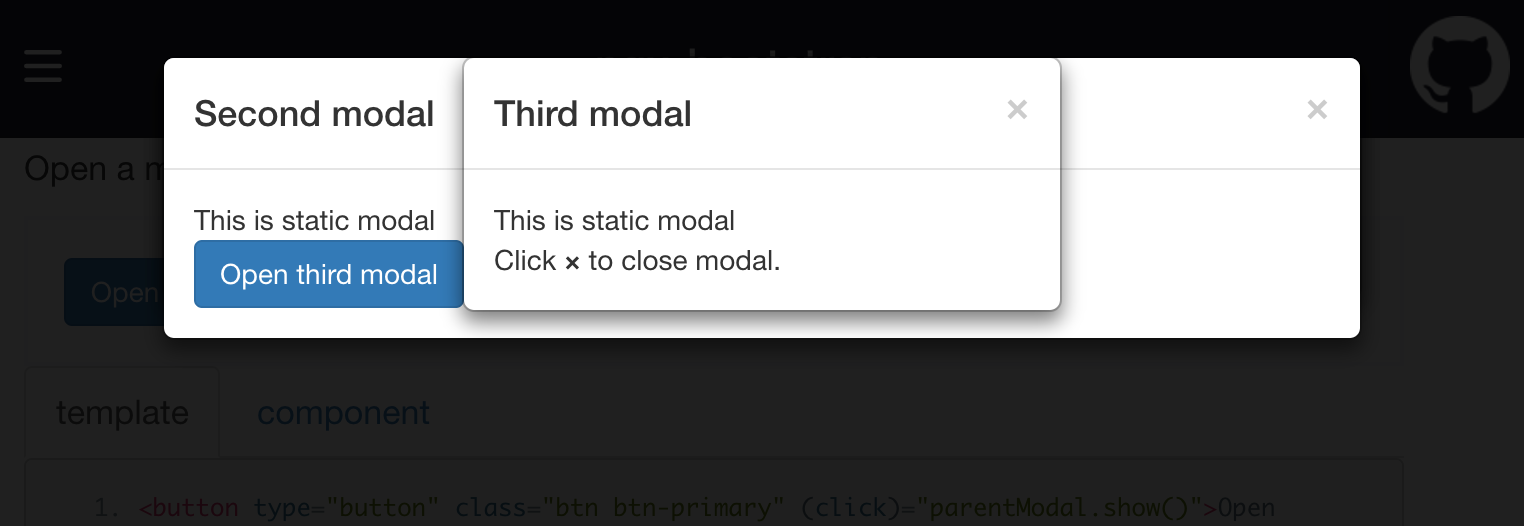 Second modal
Third modal
×
×
Open a
This is static modal
Open third modal
This is static modal
Click × to close modal.
Open
template
component
1. <button type="button" class="btn btn-primary" (click)="parentModal.show()">Open